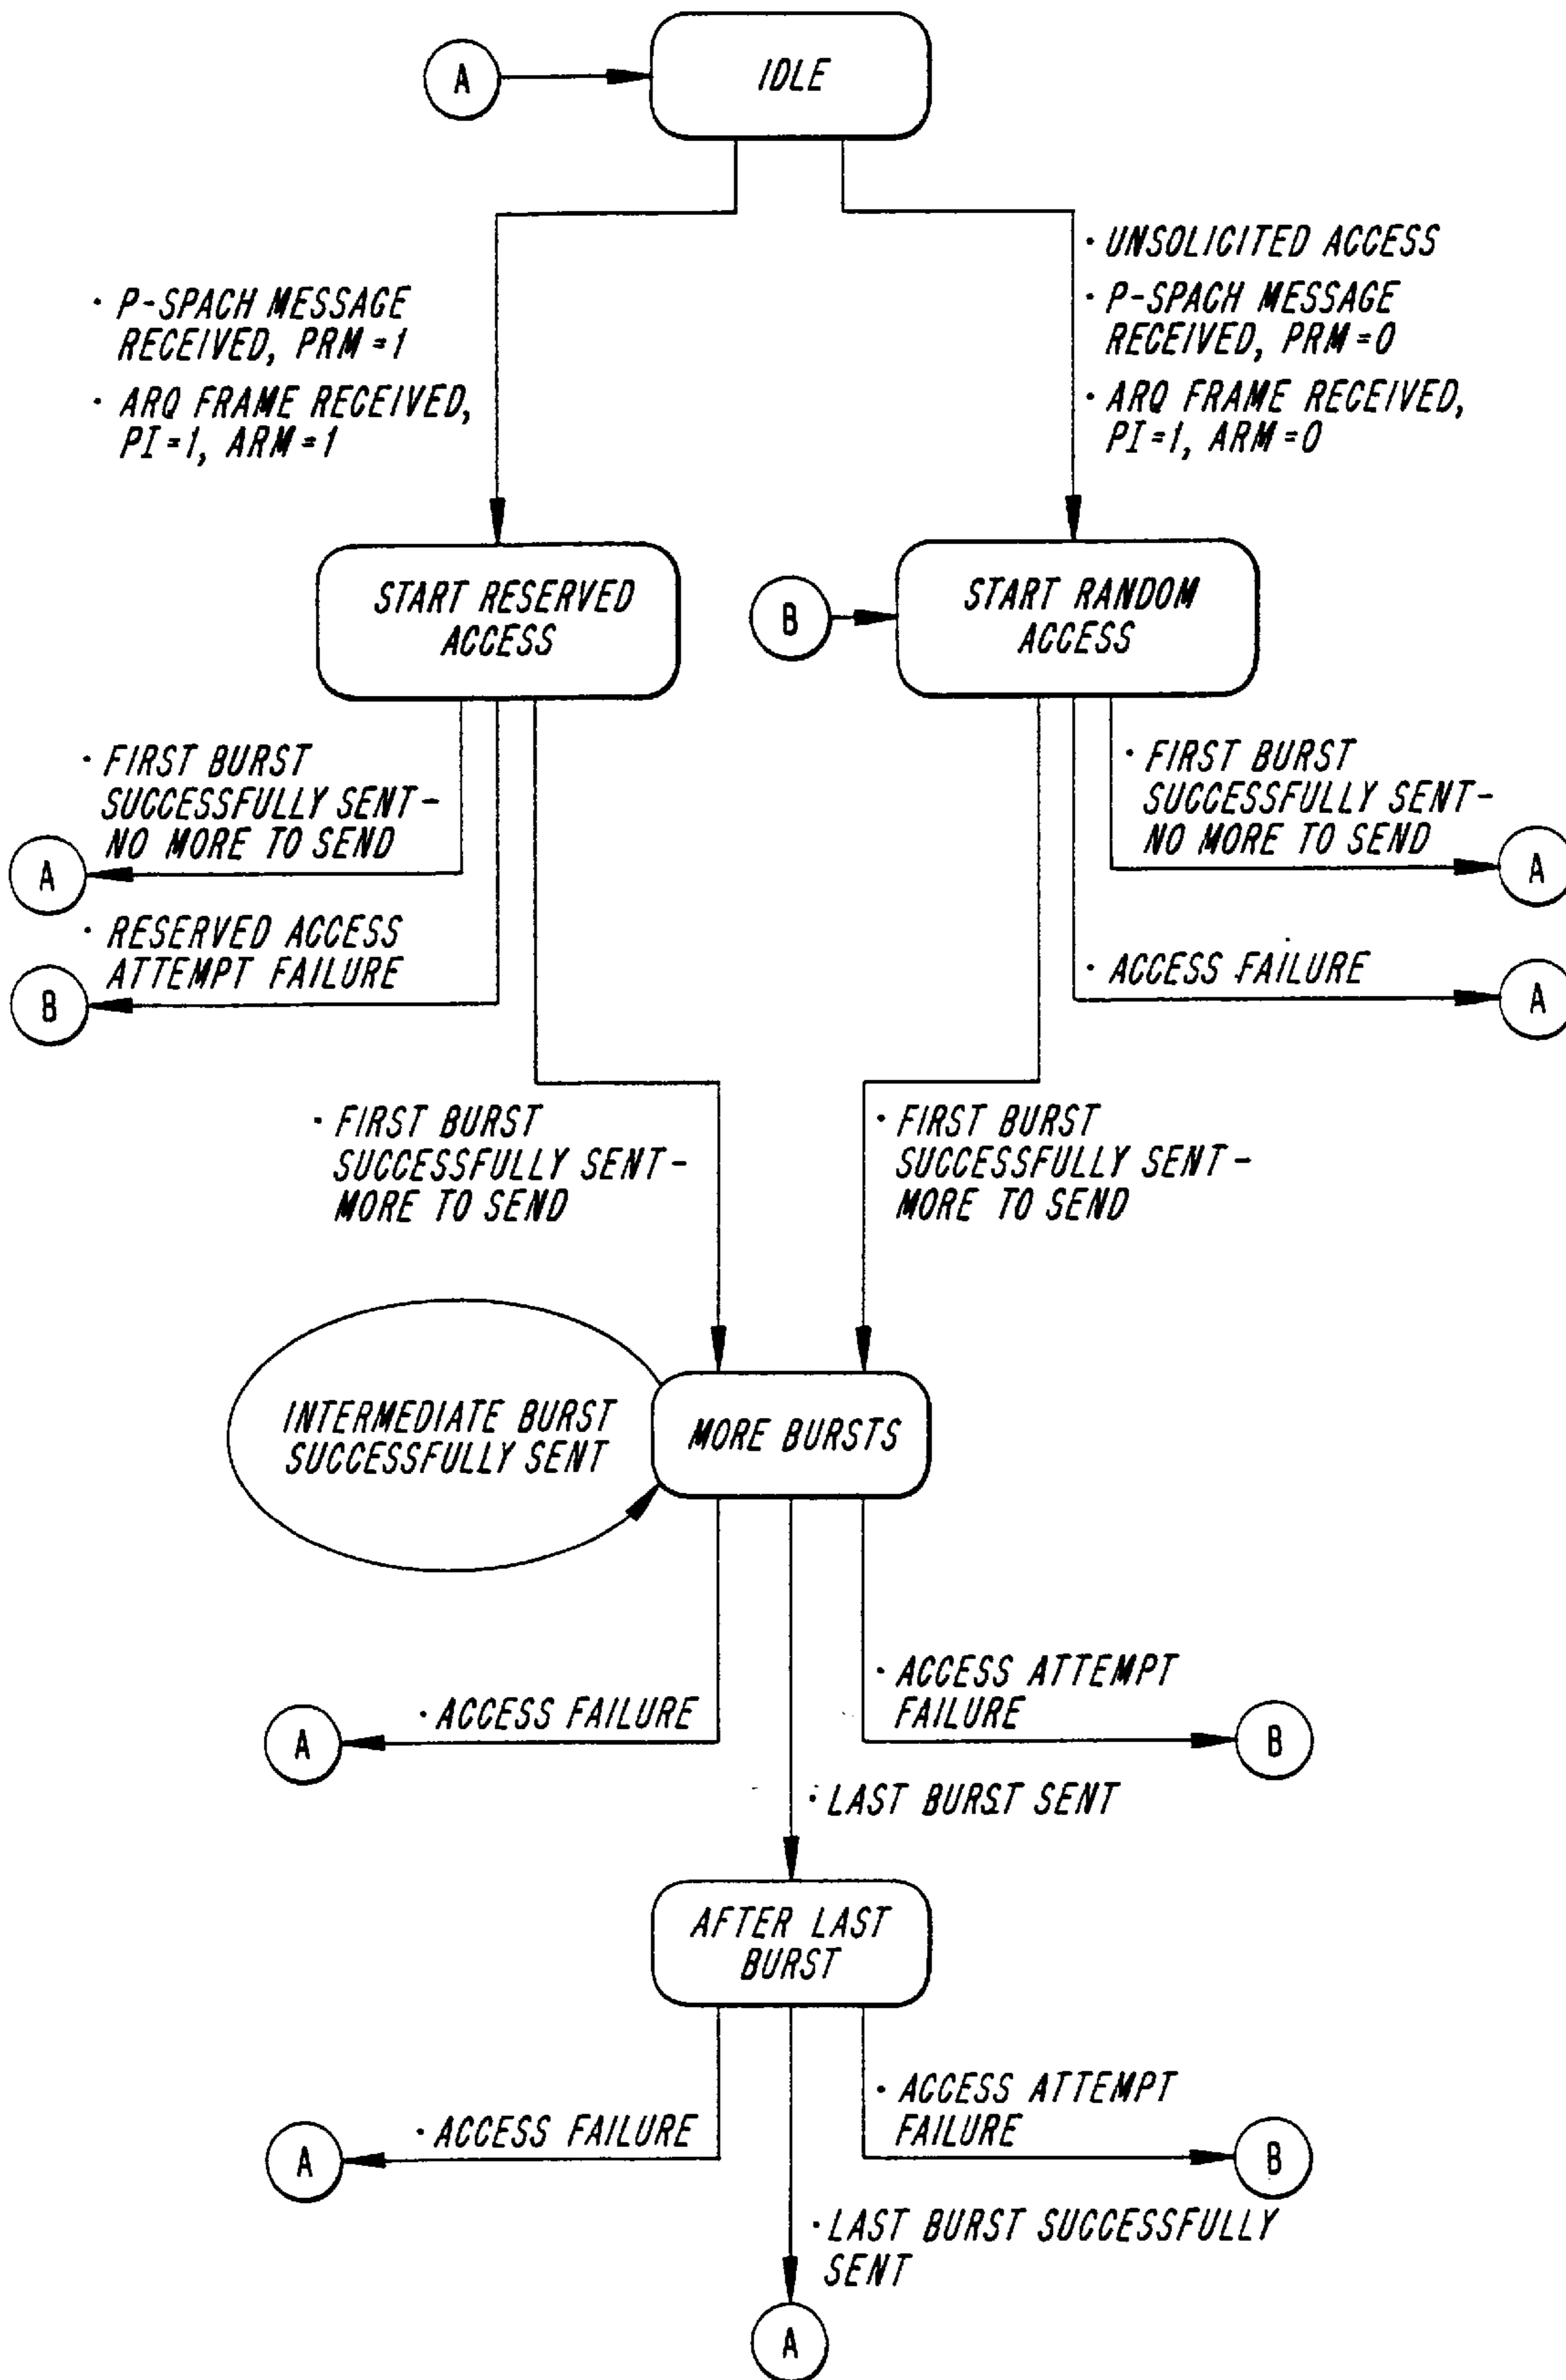 A
IDLE
· P-SPACH MESSAGE
RECEIVED, PRM=1
· ARQ FRAME RECEIVED,
PI=1, ARM=1
· UNSOLICITED ACCESS
· P-SPACH MESSAGE
RECEIVED, PRM=0
· ARQ FRAME RECEIVED,
PI=1, ARM=0
START RESERVED
ACCESS
B
START RANDOM
ACCESS
· FIRST BURST
SUCCESSFULLY SENT-
NO MORE TO SEND
A
· RESERVED ACCESS
ATTEMPT FAILURE
B
· FIRST BURST
SUCCESSFULLY SENT-
NO MORE TO SEND
A
· ACCESS FAILURE
A
· FIRST BURST
SUCCESSFULLY SENT-
MORE TO SEND
· FIRST BURST
SUCCESSFULLY SENT-
MORE TO SEND
INTERMEDIATE BURST
SUCCESSFULLY SENT
MORE BURSTS
· ACCESS FAILURE
A
· ACCESS ATTEMPT
FAILURE
B
· LAST BURST SENT
AFTER LAST
BURST
· ACCESS FAILURE
A
· ACCESS ATTEMPT
FAILURE
B
· LAST BURST SUCCESSFULLY
SENT
A